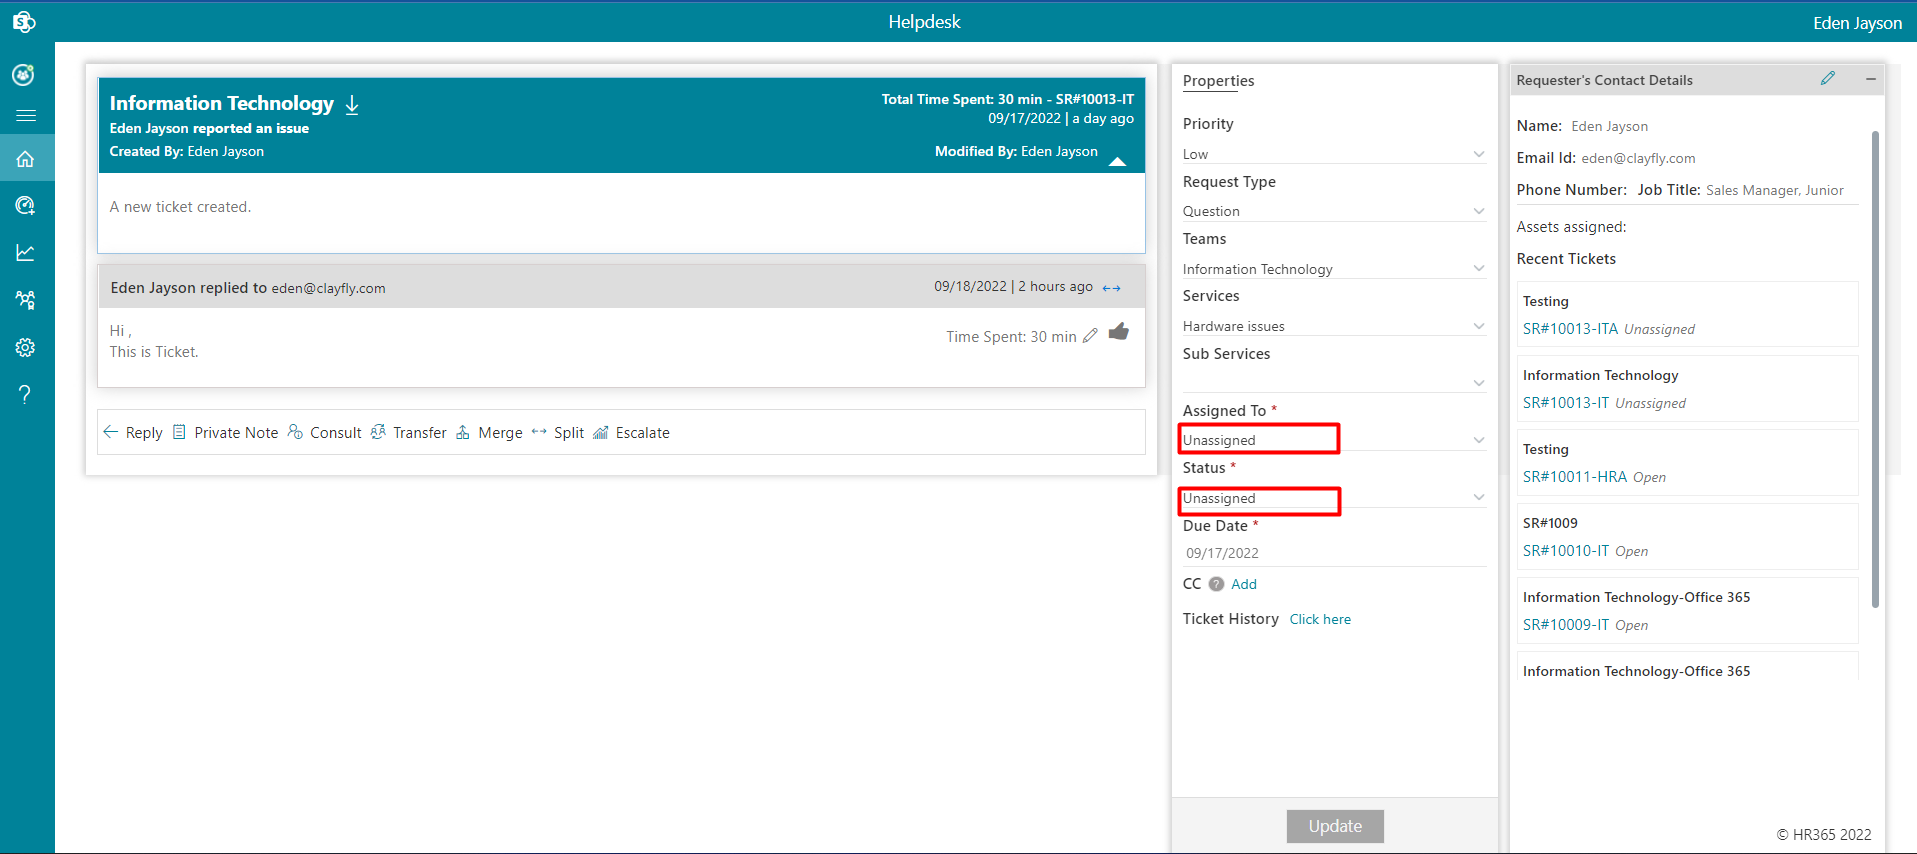 Helpdesk
Eden Jayson
Information Technology
Total Time Spent: 30 min - SR#10013-IT
Eden Jayson reported an issue
09/17/2022 | a day ago
Created By: Eden Jayson
Modified By: Eden Jayson
A new ticket created.
Eden Jayson replied to eden@clayfly.com
09/18/2022 | 2 hours ago
Hi ,
This is Ticket.
Time Spent: 30 min
Reply Private Note Consult Transfer Merge Split Escalate
Properties
Priority
Low
Request Type
Question
Teams
Information Technology
Services
Hardware issues
Sub Services
Assigned To *
Unassigned
Status *
Unassigned
Due Date *
09/17/2022
CC ? Add
Ticket History Click here
Update
Requester's Contact Details
Name: Eden Jayson
Email Id: eden@clayfly.com
Phone Number: Job Title: Sales Manager, Junior
Assets assigned:
Recent Tickets
Testing
SR#10013-ITA Unassigned
Information Technology
SR#10013-IT Unassigned
Testing
SR#10011-HRA Open
SR#1009
SR#10010-IT Open
Information Technology-Office 365
SR#10009-IT Open
Information Technology-Office 365
© HR365 2022